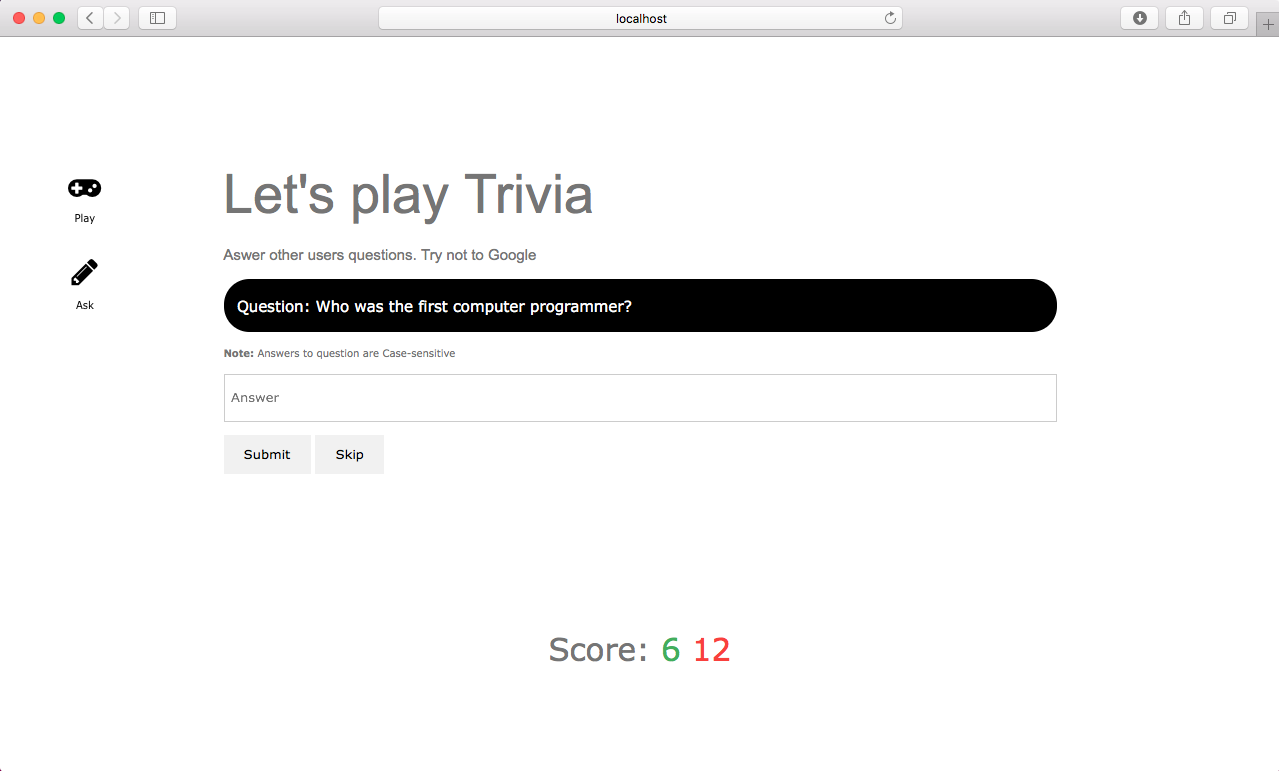 localhost
Play
Ask
Let's play Trivia
Aswer other users questions. Try not to Google
Question: Who was the first computer programmer?
Note: Answers to question are Case-sensitive
Answer
Submit Skip
Score: 6 12